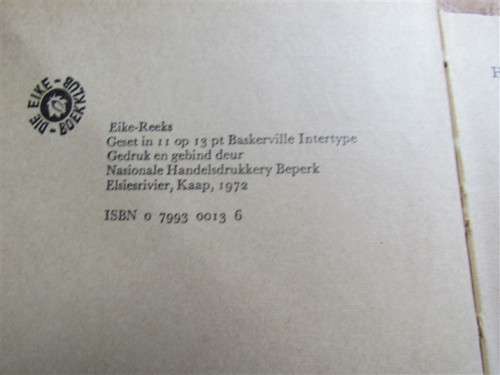 DIE EIKE-BOEKKLUB-
Eike-Reeks
Geset in 11 op 13 pt Baskerville Intertype
Gedruk en gebind deur
Nasionale Handelsdrukkery Beperk
Elsiesrivier, Kaap, 1972
ISBN 0 7993 0013 6
H